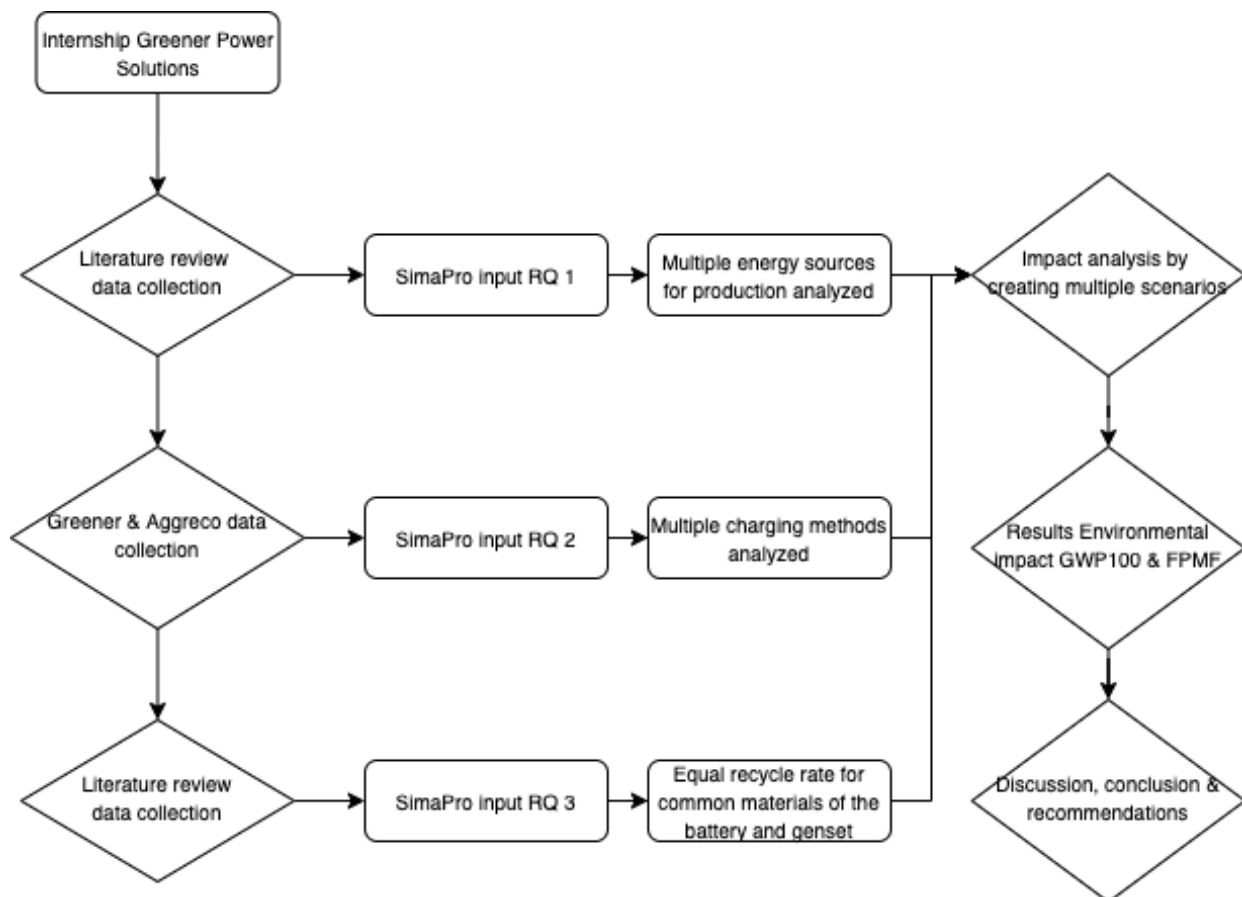 Internship Greener Power
Solutions
Literature review
data collection
SimaPro input RQ 1
Multiple energy sources
for production analyzed
Impact analysis by
creating multiple scenarios
Greener & Aggreco data
collection
SimaPro input RQ 2
Multiple charging methods
analyzed
Results Environmental
impact GWP100 & FPMF
Literature review
data collection
SimaPro input RQ 3
Equal recycle rate for
common materials of the
battery and genset
Discussion, conclusion &
recommendations